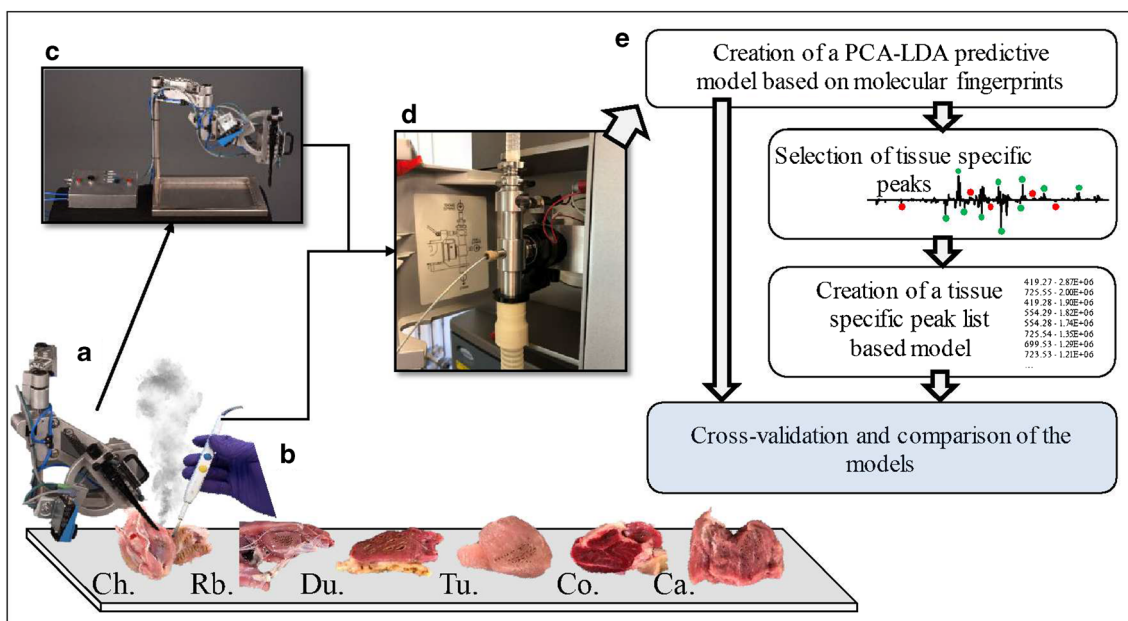 c
e
Creation of a PCA-LDA predictive
model based on molecular fingerprints
d
Selection of tissue specific
peaks
Creation of a tissue
specific peak list
based model
419.27 - 2.87E+06
725.55 - 2.00E+06
419.28 - 1.90E+06
554.29 - 1.82E+06
554.28 - 1.74E+06
725.54 - 1.35E+06
699.53 - 1.29E+06
723.53 - 1.21E+06
...
a
b
Cross-validation and comparison of the
models
Ch. Rb. Du. Tu. Co. Ca.